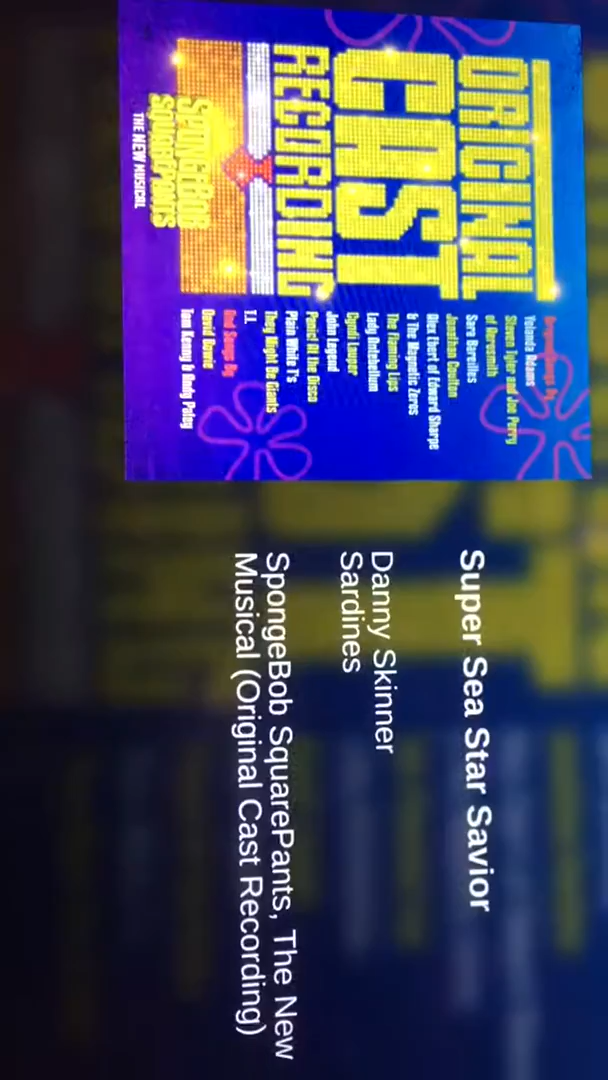 ORIGINAL
CAST
RECORDING
SPONGEBOB
SQUAREPANTS
THE NEW MUSICAL
Yolanda Adams
Steven Tyler and Joe Perry
of Aerosmith
Sara Bareilles
Jonathan Coulton
Alex Ebert of Edward Sharpe
& The Magnetic Zeros
The Flaming Lips
Lady Antebellum
Cyndi Lauper
John Legend
Panic! At the Disco
Plain White T's
They Might Be Giants
T.I.
And Songs By
David Bowie
Tom Kenny & Andy Paley
Super Sea Star Savior
Danny Skinner
Sardines
SpongeBob SquarePants, The New
Musical (Original Cast Recording)